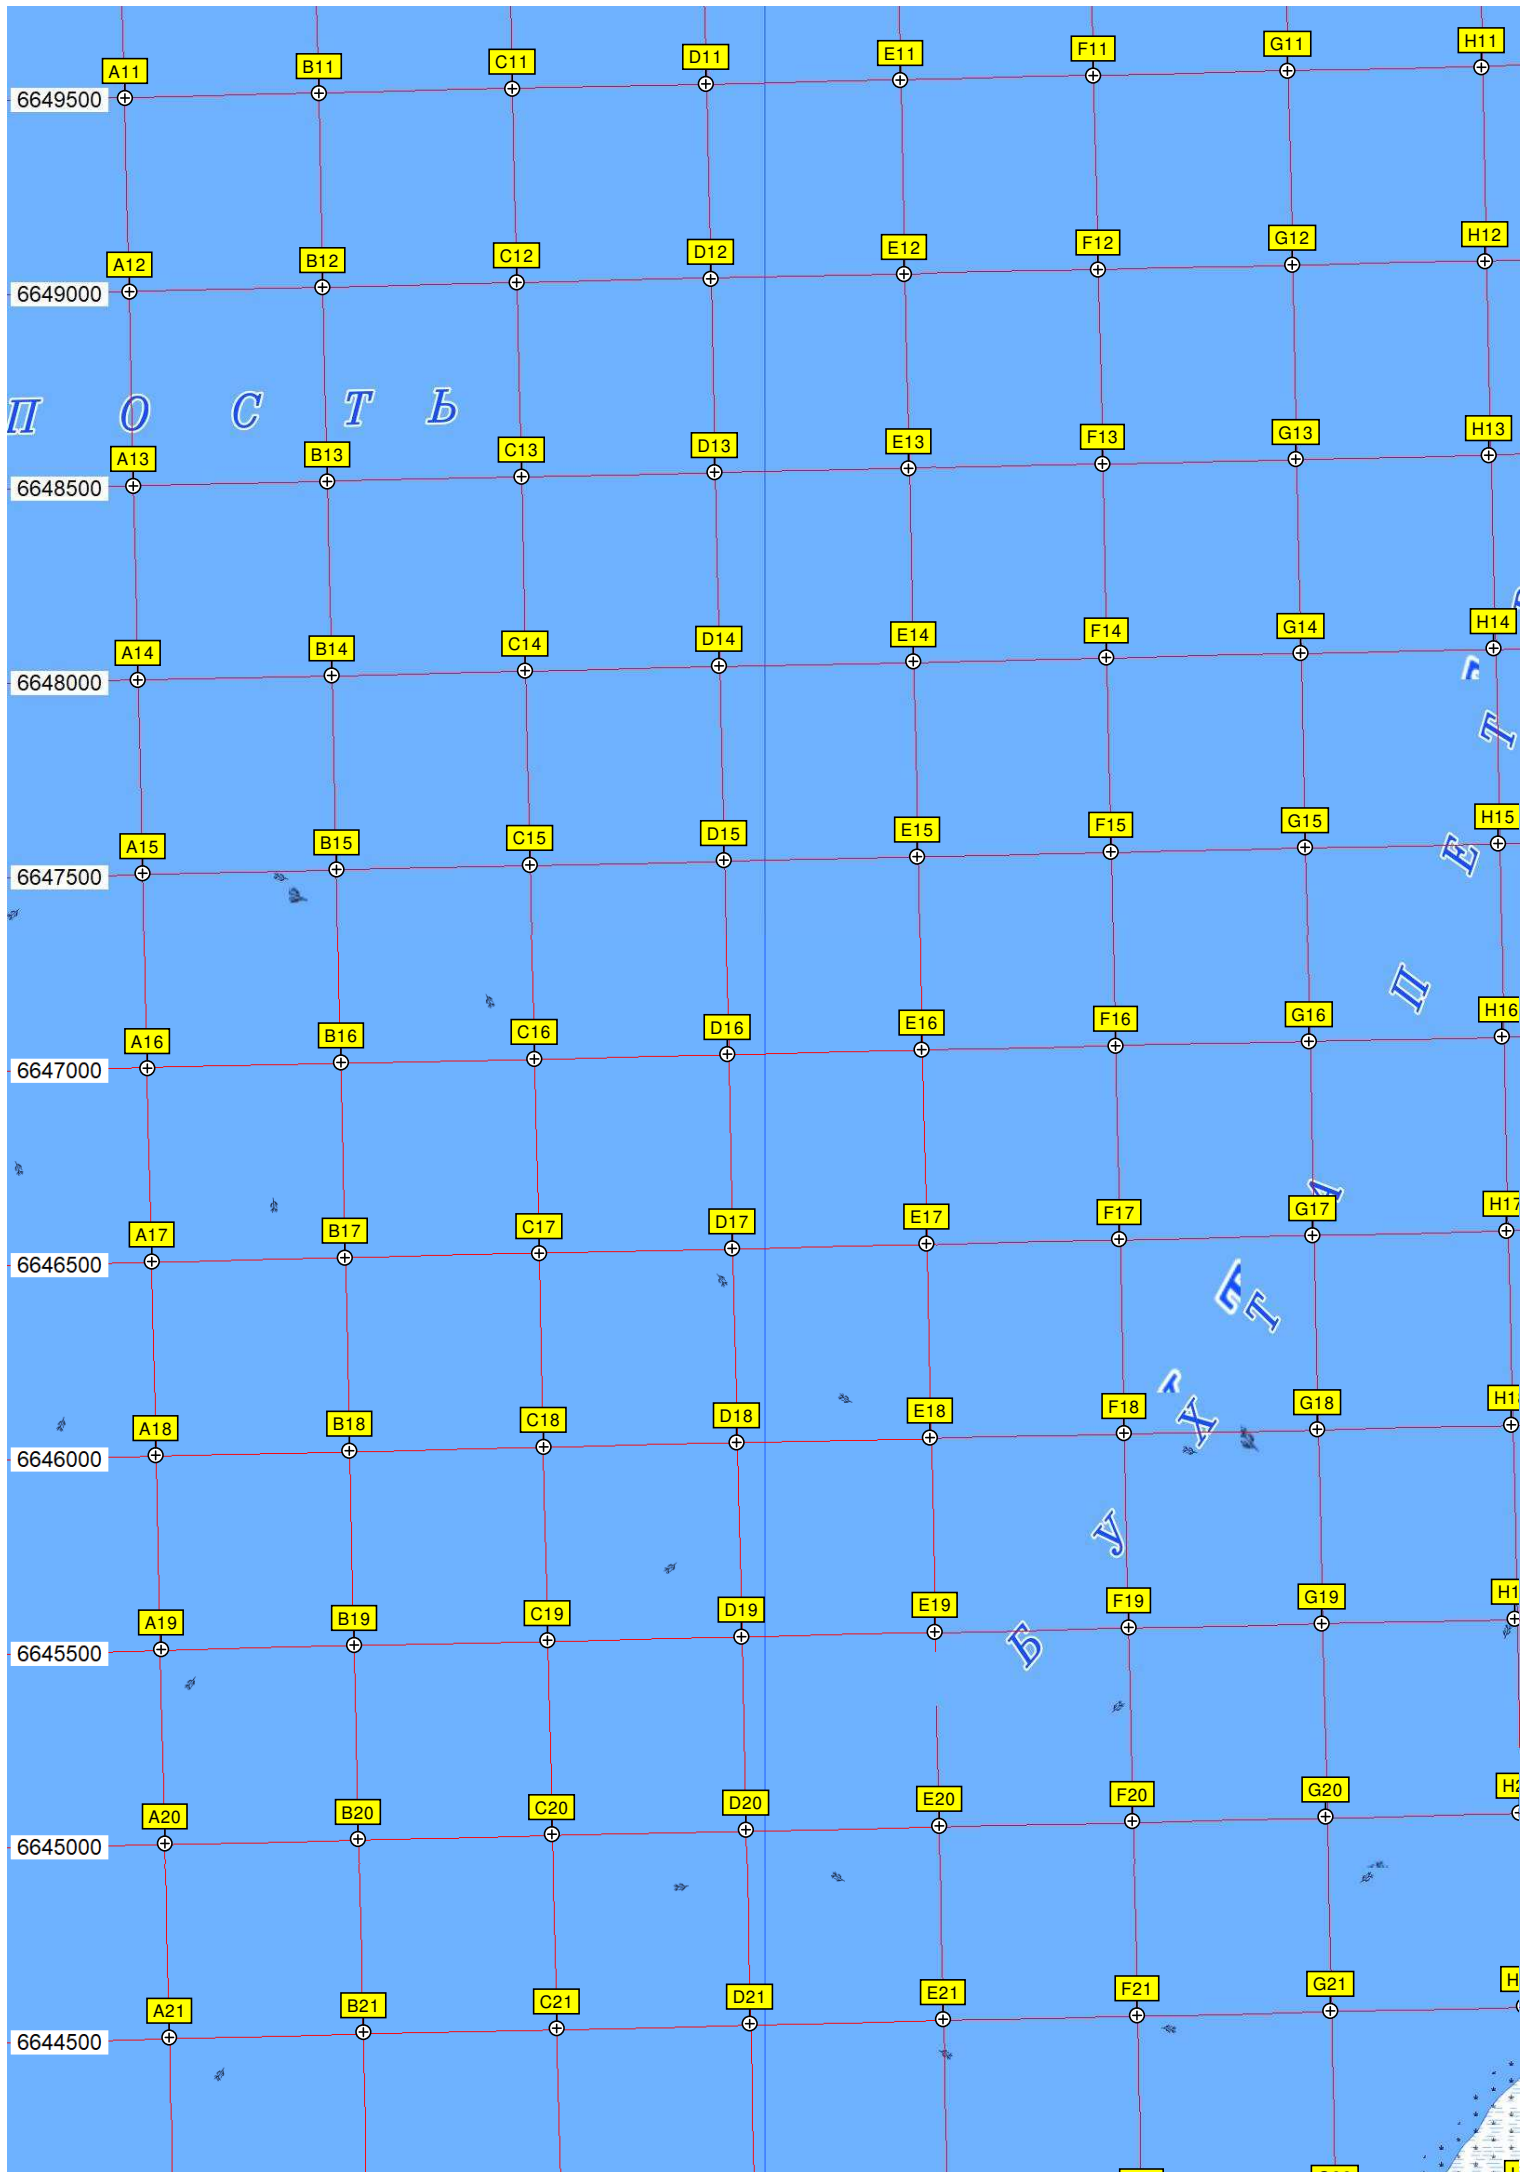 A11 B11 C11 D11 E11 F11 G11 H11
6649500
A12 B12 C12 D12 E12 F12 G12 H12
6649000
П О С Т Ь
A13 B13 C13 D13 E13 F13 G13 H13
6648500
A14 B14 C14 D14 E14 F14 G14 H14
6648000
A15 B15 C15 D15 E15 F15 G15 H15
6647500
A16 B16 C16 D16 E16 F16 G16 H16
6647000
A17 B17 C17 D17 E17 F17 G17 H17
6646500
A18 B18 C18 D18 E18 F18 G18
6646000
A19 B19 C19 D19 E19 F19 G19
6645500
Б У Х Т А
П Е Т
A20 B20 C20 D20 E20 F20 G20
6645000
A21 B21 C21 D21 E21 F21 G21
6644500